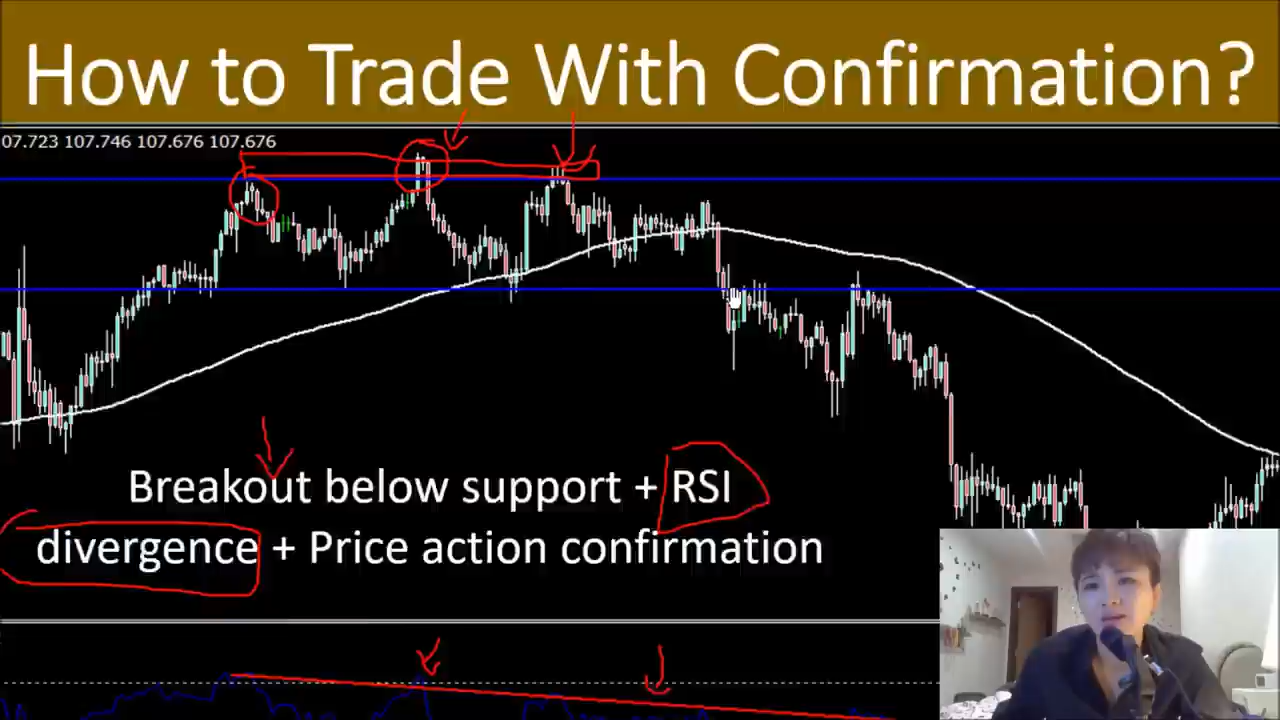 How to Trade With Confirmation?
07.723 107.746 107.676 107.676
Breakout below support + RSI
divergence + Price action confirmation